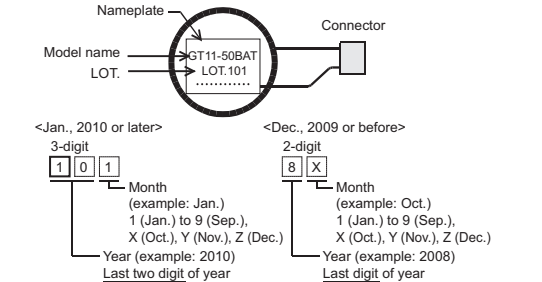 Nameplate
Connector
Model name
GT11-50BAT
LOT.
LOT.101
<Jan., 2010 or later>
3-digit
1 0 1
Month
(example: Jan.)
1 (Jan.) to 9 (Sep.),
X (Oct.), Y (Nov.), Z (Dec.)
Year (example: 2010)
Last two digit of year
<Dec., 2009 or before>
2-digit
8 X
Month
(example: Oct.)
1 (Jan.) to 9 (Sep.),
X (Oct.), Y (Nov.), Z (Dec.)
Year (example: 2008)
Last digit of year